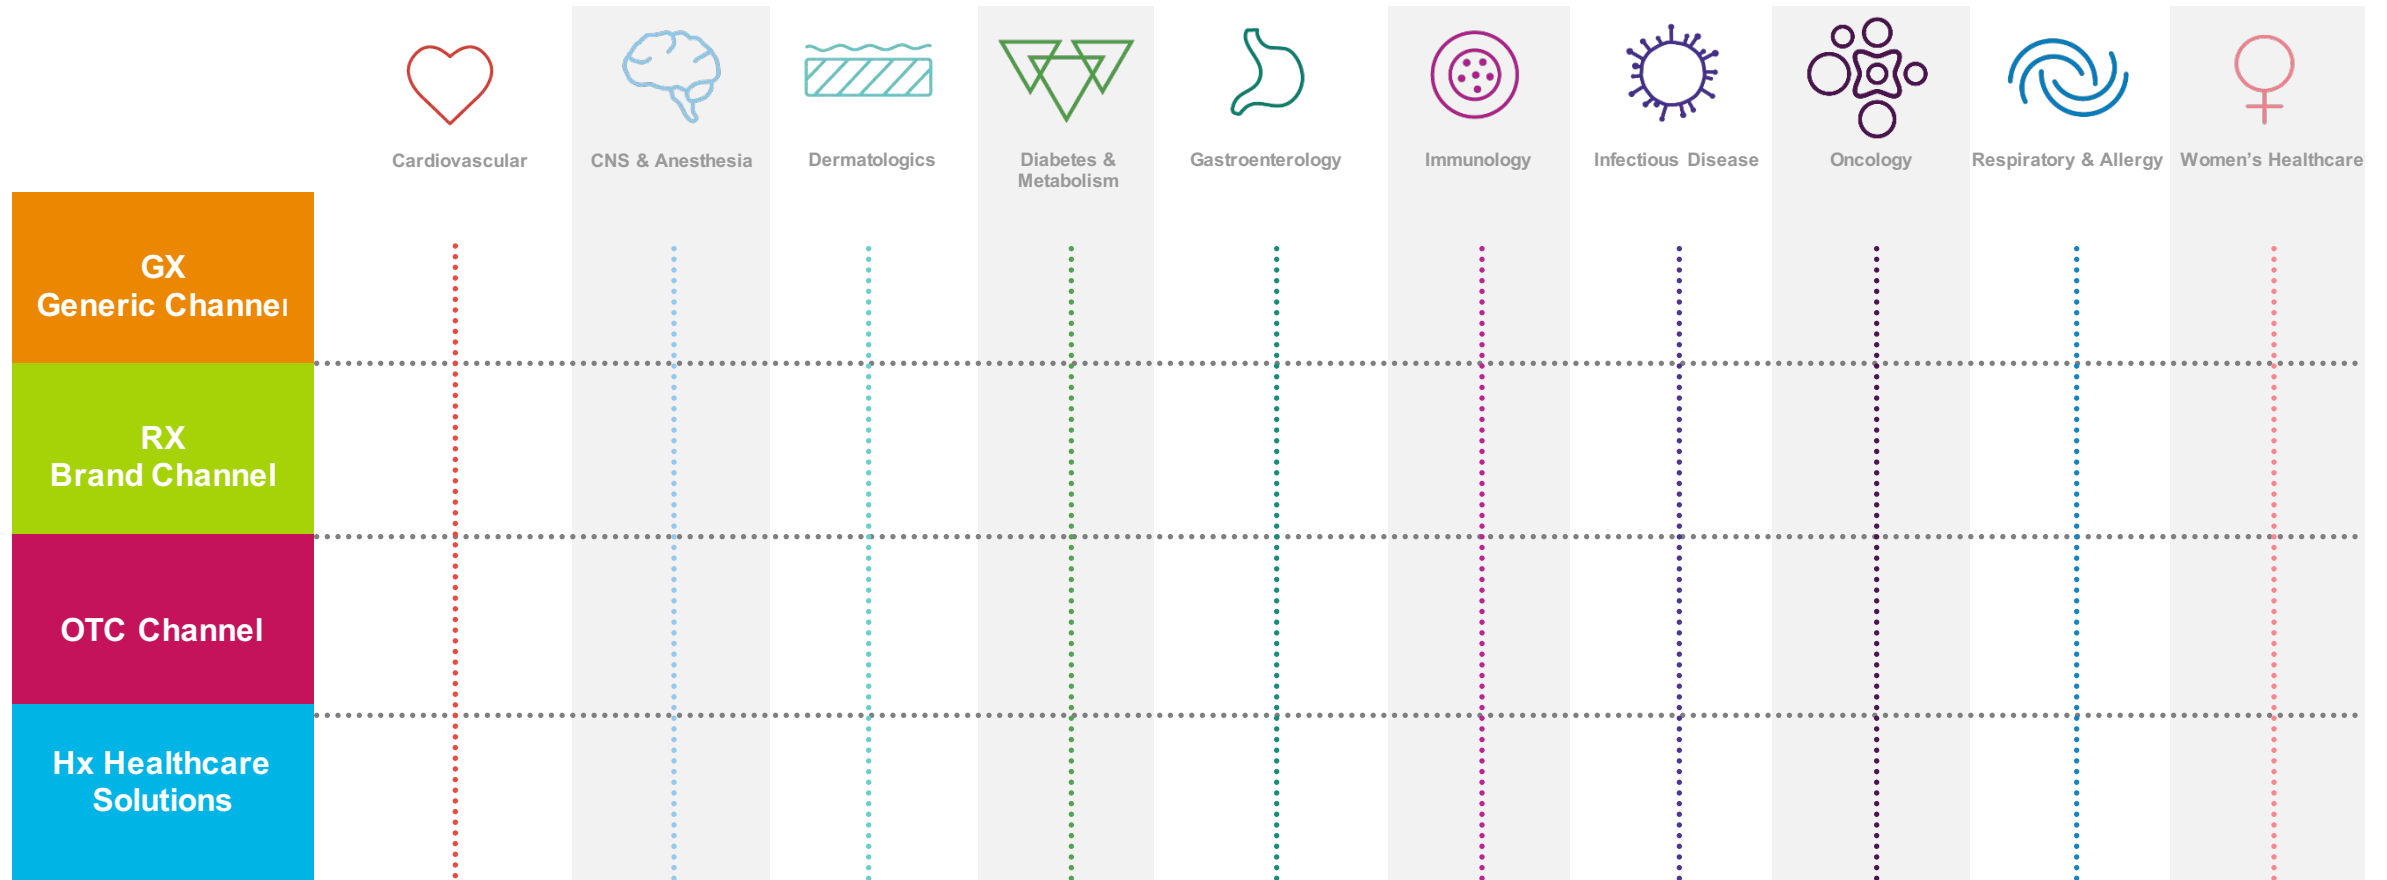 Cardiovascular
CNS & Anesthesia
Dermatologics
Diabetes &
Metabolism
Gastroenterology
Immunology
Infectious Disease
Oncology
Respiratory & Allergy
Women’s Healthcare
GX
Generic Channel
RX
Brand Channel
OTC Channel
Hx Healthcare
Solutions